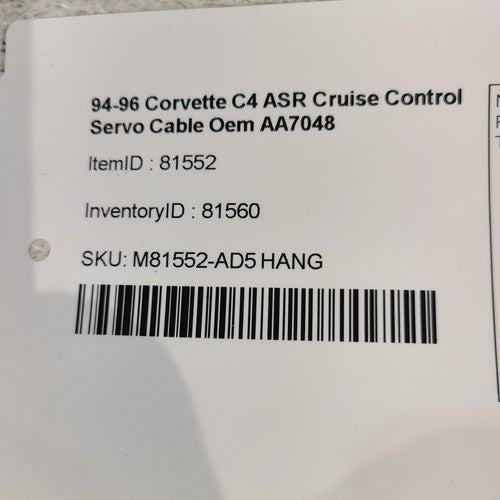 94-96 Corvette C4 ASR Cruise Control
Servo Cable Oem AA7048
ItemID : 81552
InventoryID : 81560
SKU: M81552-AD5 HANG